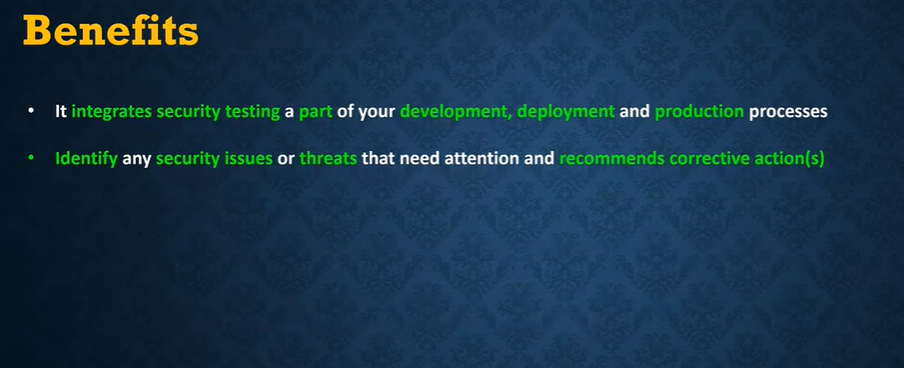 Benefits
• It integrates security testing a part of your development, deployment and production processes
• Identify any security issues or threats that need attention and recommends corrective action(s)